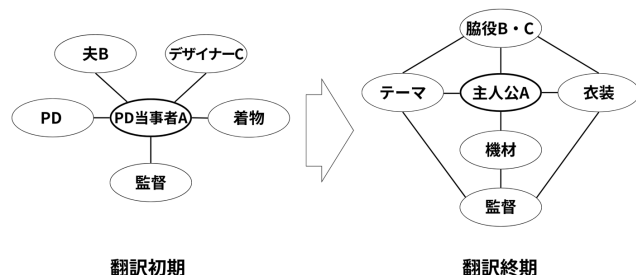 夫B
デザイナーC
PD
PD当事者A
着物
監督
翻訳初期
脇役B・C
テーマ
主人公A
衣装
機材
監督
翻訳終期